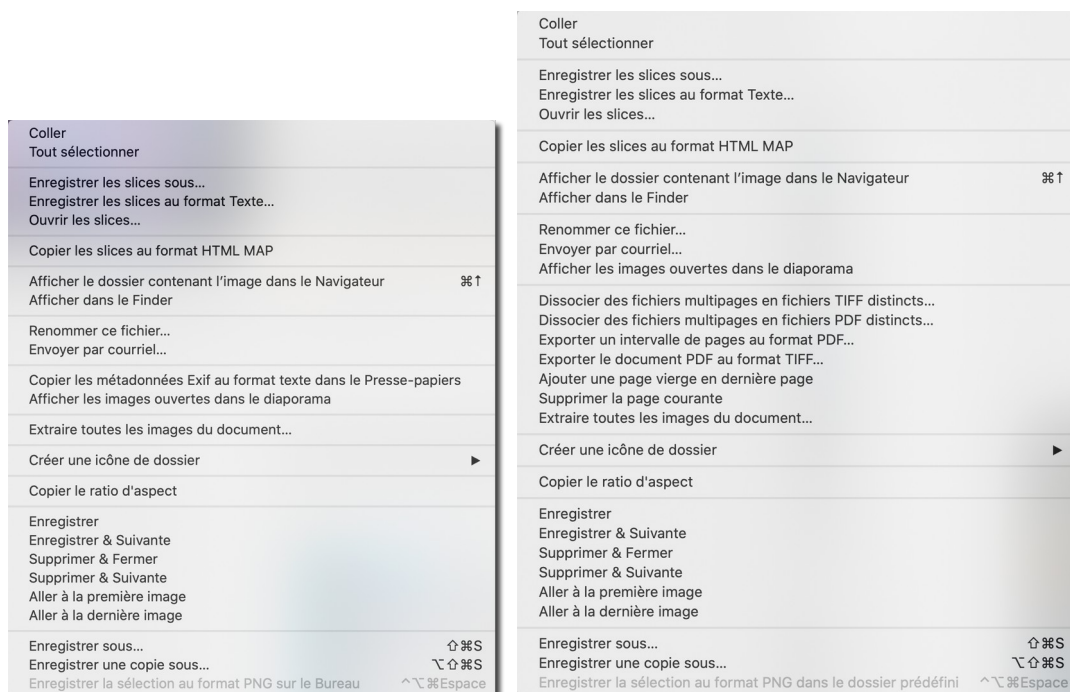 Coller
Tout sélectionner
Enregistrer les slices sous...
Enregistrer les slices au format Texte...
Ouvrir les slices...
Copier les slices au format HTML MAP
Afficher le dossier contenant l’image dans le Navigateur ⌘↑
Afficher dans le Finder
Renommer ce fichier...
Envoyer par courriel...
Copier les métadonnées Exif au format texte dans le Presse-papiers
Afficher les images ouvertes dans le diaporama
Extraire toutes les images du document...
Créer une icône de dossier ▶
Copier le ratio d'aspect
Enregistrer
Enregistrer & Suivante
Supprimer & Fermer
Supprimer & Suivante
Aller à la première image
Aller à la dernière image
Enregistrer sous... ⇧⌘S
Enregistrer une copie sous... ⌥⇧⌘S
Enregistrer la sélection au format PNG sur le Bureau ^⌥⌘Espace
Coller
Tout sélectionner
Enregistrer les slices sous...
Enregistrer les slices au format Texte...
Ouvrir les slices...
Copier les slices au format HTML MAP
Afficher le dossier contenant l’image dans le Navigateur ⌘↑
Afficher dans le Finder
Renommer ce fichier...
Envoyer par courriel...
Afficher les images ouvertes dans le diaporama
Dissocier des fichiers multipages en fichiers TIFF distincts...
Dissocier des fichiers multipages en fichiers PDF distincts...
Exporter un intervalle de pages au format PDF...
Exporter le document PDF au format TIFF...
Ajouter une page vierge en dernière page
Supprimer la page courante
Extraire toutes les images du document...
Créer une icône de dossier ▶
Copier le ratio d'aspect
Enregistrer
Enregistrer & Suivante
Supprimer & Fermer
Supprimer & Suivante
Aller à la première image
Aller à la dernière image
Enregistrer sous... ⇧⌘S
Enregistrer une copie sous... ⌥⇧⌘S
Enregistrer la sélection au format PNG dans le dossier prédéfini ^⌥⌘Espace